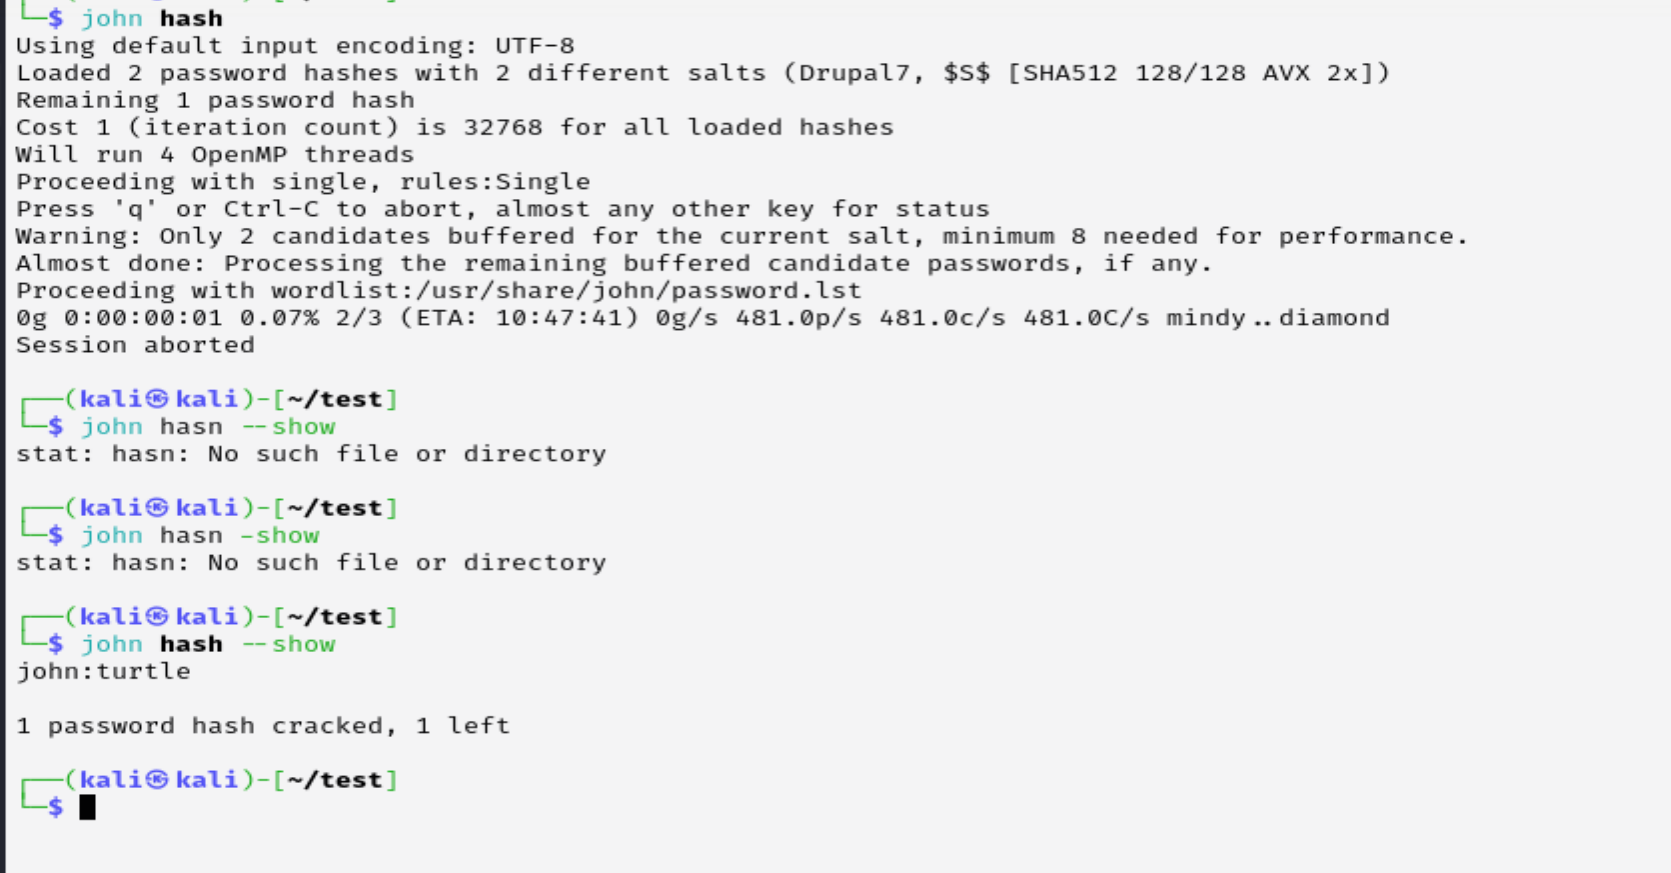 └─$ john hash
Using default input encoding: UTF-8
Loaded 2 password hashes with 2 different salts (Drupal7, $S$ [SHA512 128/128 AVX 2x])
Remaining 1 password hash
Cost 1 (iteration count) is 32768 for all loaded hashes
Will run 4 OpenMP threads
Proceeding with single, rules:Single
Press 'q' or Ctrl-C to abort, almost any other key for status
Warning: Only 2 candidates buffered for the current salt, minimum 8 needed for performance.
Almost done: Processing the remaining buffered candidate passwords, if any.
Proceeding with wordlist:/usr/share/john/password.lst
0g 0:00:00:01 0.07% 2/3 (ETA: 10:47:41) 0g/s 481.0p/s 481.0c/s 481.0C/s mindy..diamond
Session aborted
┌──(kali㉿kali)-[~/test]
└─$ john hasn --show
stat: hasn: No such file or directory
┌──(kali㉿kali)-[~/test]
└─$ john hasn -show
stat: hasn: No such file or directory
┌──(kali㉿kali)-[~/test]
└─$ john hash --show
john:turtle
1 password hash cracked, 1 left
┌──(kali㉿kali)-[~/test]
└─$